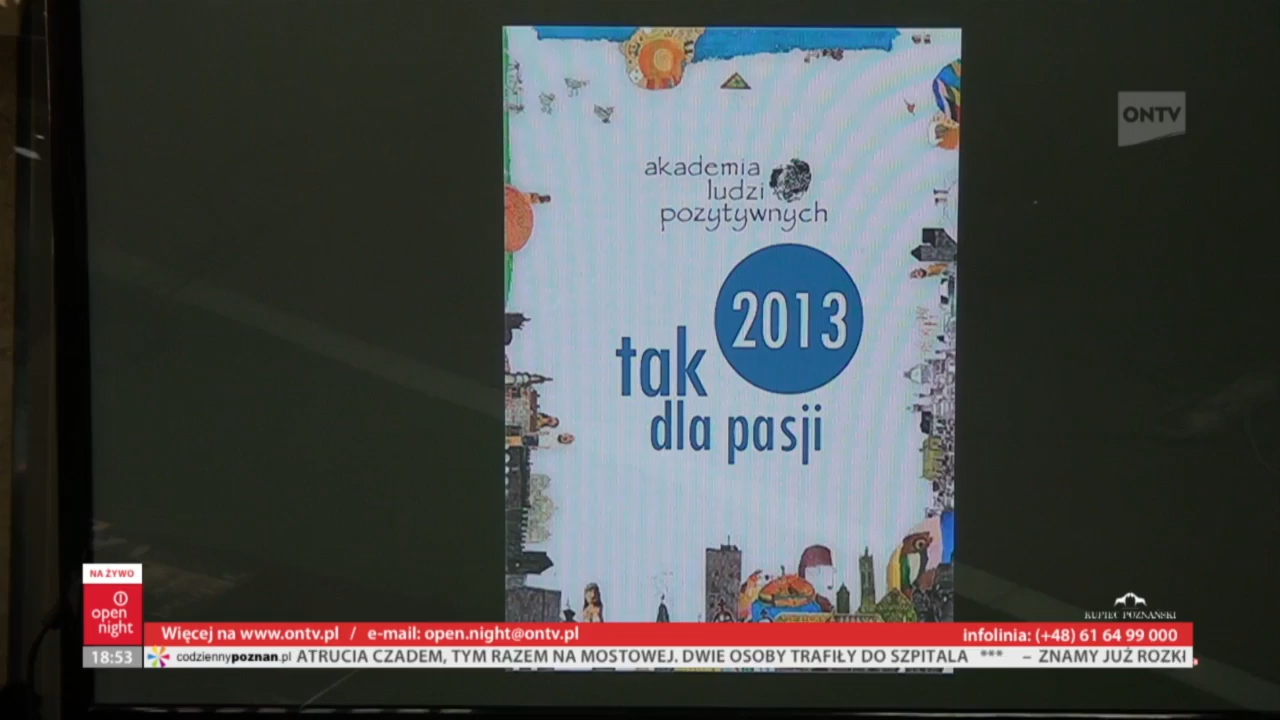 ONTV
akademia
ludzi
pozytywnych
2013
tak
dla pasji
NA ŻYWO
open
night
KUPIEC POZNAŃSKI
Więcej na www.ontv.pl / e-mail: open.night@ontv.pl
infolinia: (+48) 61 64 99 000
18:53
codziennypoznan.pl
ATRUCIA CZADEM, TYM RAZEM NA MOSTOWEJ. DWIE OSOBY TRAFIŁY DO SZPITALA *** – ZNAMY JUŻ ROZKł